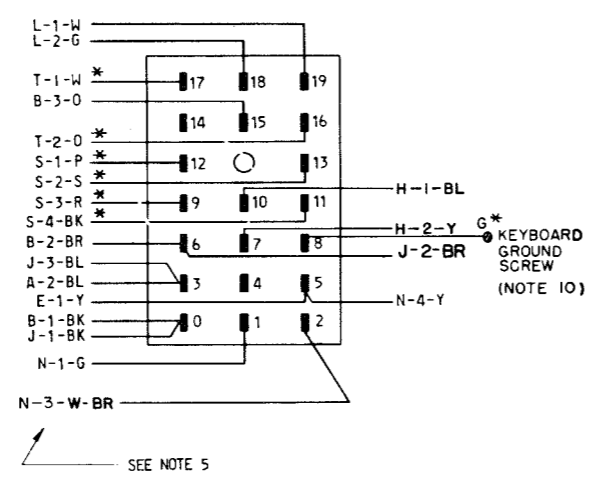 L-1-W
L-2-G
T-1-W *
17 18 19
B-3-O
14 15 16
T-2-O *
S-1-P *
12 13
S-2-S *
H-1-BL
S-3-R *
9 10 11
S-4-BK *
H-2-Y
G*
B-2-BR
6 7 8
J-2-BR
KEYBOARD
GROUND
SCREW
(NOTE 10)
J-3-BL
A-2-BL
3 4 5
E-1-Y
N-4-Y
B-1-BK
0 1 2
J-1-BK
N-1-G
N-3-W-BR
SEE NOTE 5